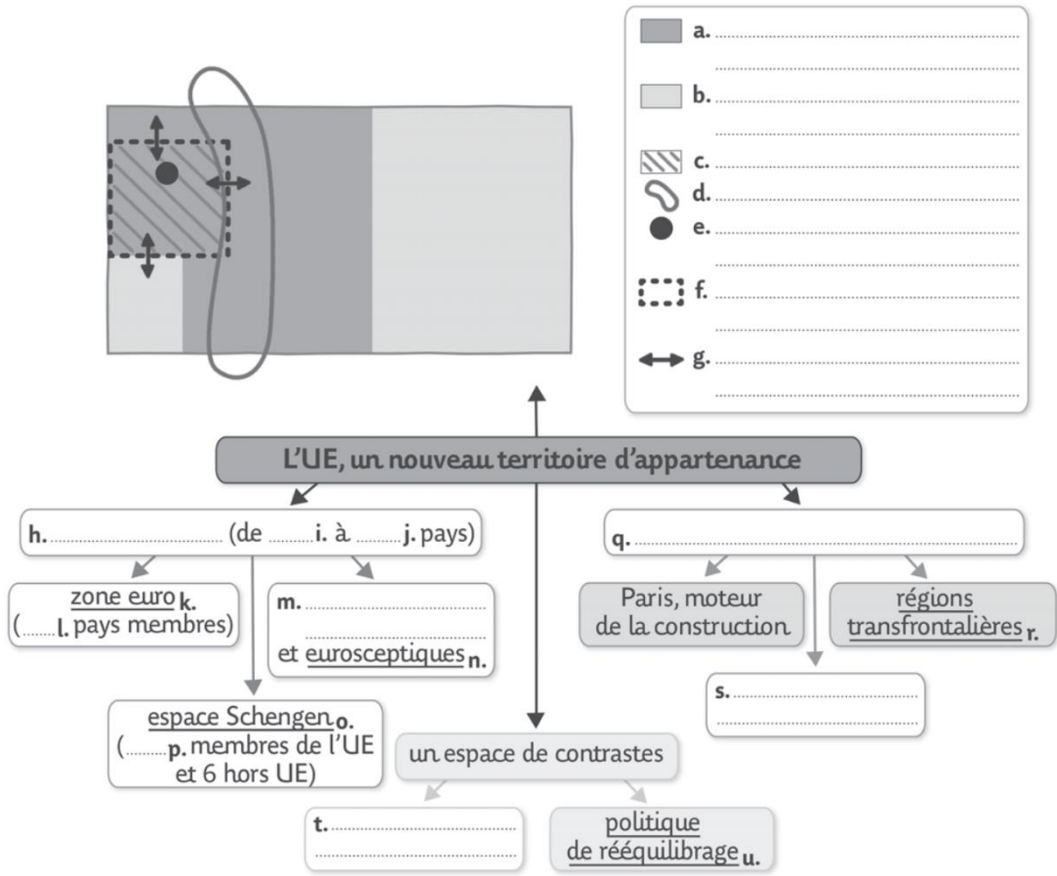 a. ......................................................
......................................................
b. ......................................................
......................................................
c. ......................................................
d. ......................................................
e. ......................................................
......................................................
f. ......................................................
......................................................
g. ......................................................
......................................................
L'UE, un nouveau territoire d'appartenance
h. .............................. (de ........ i. à ........ j. pays)
q. ......................................................
zone euro k.
(...... l. pays membres)
m. ..............................
..............................
et eurosceptiques n.
Paris, moteur
de la construction
régions
transfrontalières r.
s. ..............................
..............................
espace Schengen o.
(........ p. membres de l'UE
et 6 hors UE)
un espace de contrastes
t. ..............................
..............................
politique
de rééquilibrage u.